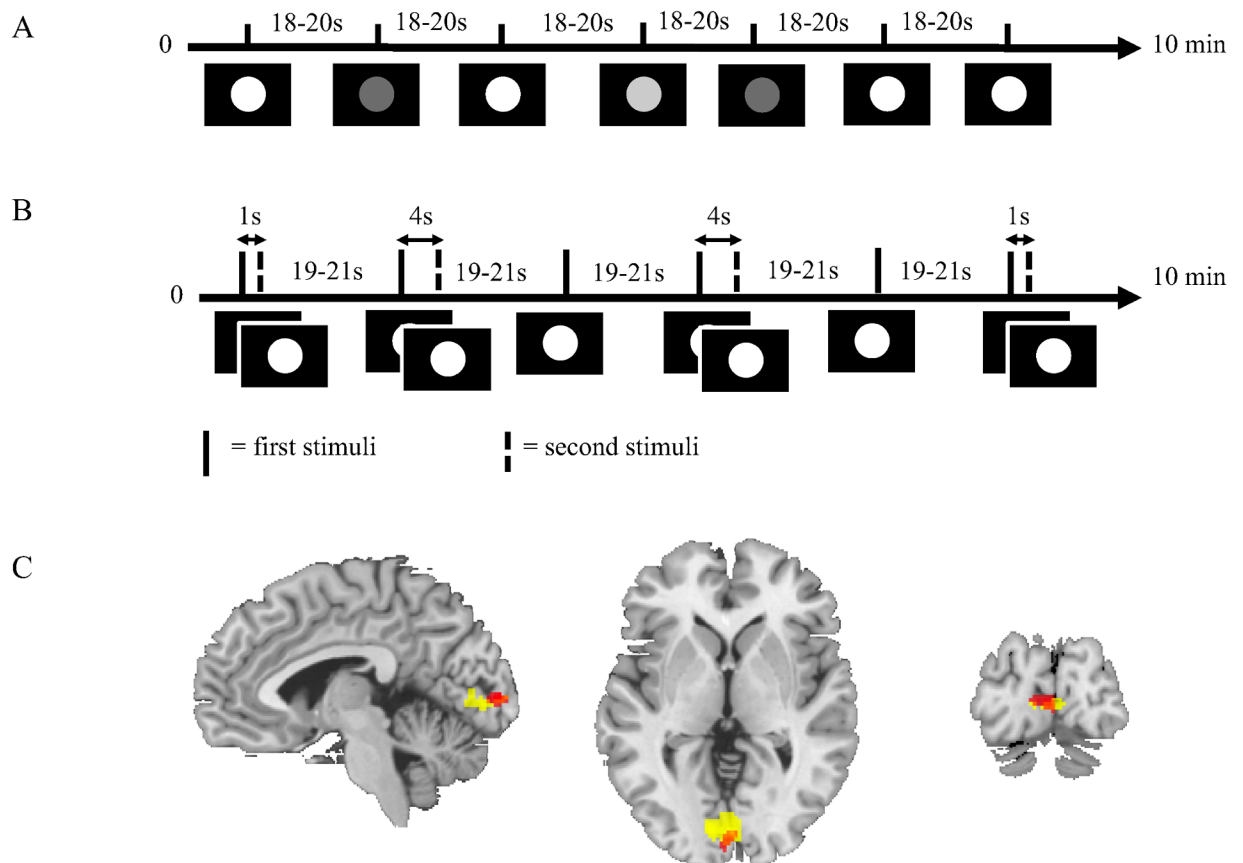 A
18-20s 18-20s 18-20s 18-20s 18-20s 18-20s
0 10 min
B
1s 4s 4s 1s
19-21s 19-21s 19-21s 19-21s 19-21s
0 10 min
= first stimuli = second stimuli
C